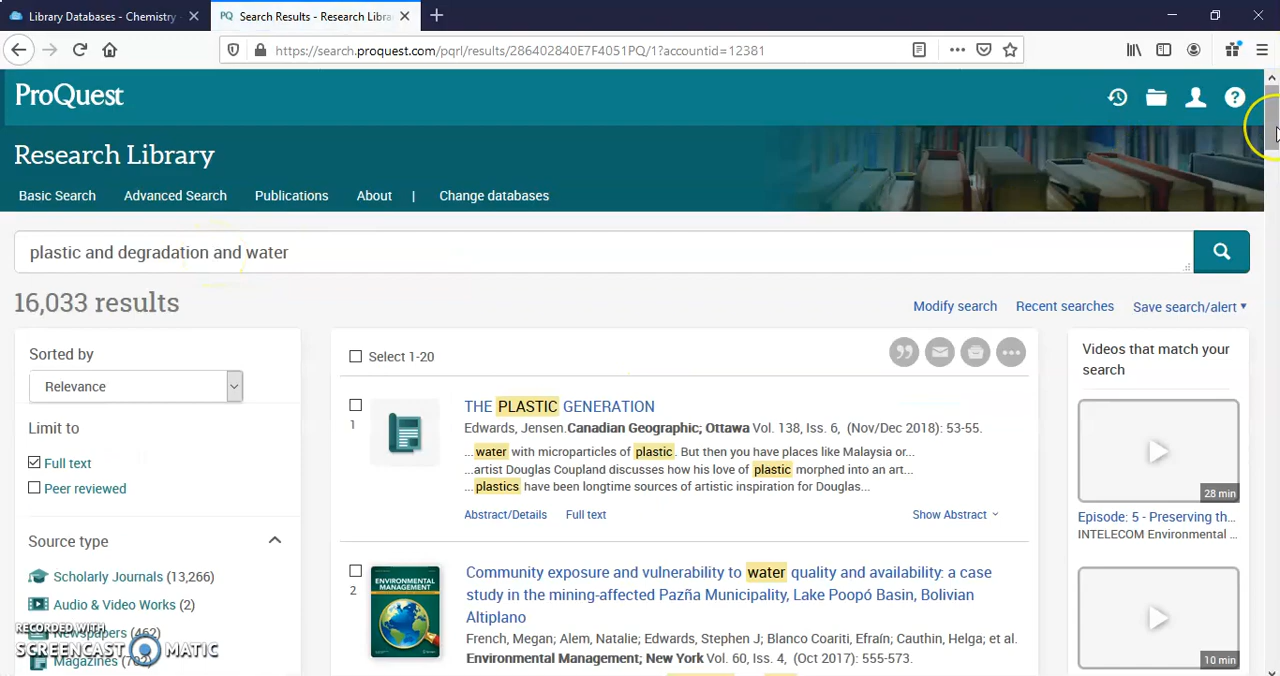 Library Databases - Chemistry
PQ Search Results - Research Libra
https://search.proquest.com/pqrl/results/286402840E7F4051PQ/1?accountid=12381
ProQuest
Research Library
Basic Search Advanced Search Publications About | Change databases
plastic and degradation and water
16,033 results
Modify search Recent searches Save search/alert
Sorted by
Relevance
Limit to
Full text
Peer reviewed
Source type
Scholarly Journals (13,266)
Audio & Video Works (2)
Newspapers (462)
Magazines (702)
RECORDED WITH
SCREENCAST MATIC
Select 1-20
1
THE PLASTIC GENERATION
Edwards, Jensen.Canadian Geographic; Ottawa Vol. 138, Iss. 6, (Nov/Dec 2018): 53-55.
...water with microparticles of plastic. But then you have places like Malaysia or...
...artist Douglas Coupland discusses how his love of plastic morphed into an art...
...plastics have been longtime sources of artistic inspiration for Douglas...
Abstract/Details Full text Show Abstract
2
ENVIRONMENTAL
MANAGEMENT
Community exposure and vulnerability to water quality and availability: a case
study in the mining-affected Pazña Municipality, Lake Poopó Basin, Bolivian
Altiplano
French, Megan; Alem, Natalie; Edwards, Stephen J; Blanco Coariti, Efraín; Cauthin, Helga; et al.
Environmental Management; New York Vol. 60, Iss. 4, (Oct 2017): 555-573.
Videos that match your
search
28 min
Episode: 5 - Preserving th...
INTELECOM Environmental ...
10 min